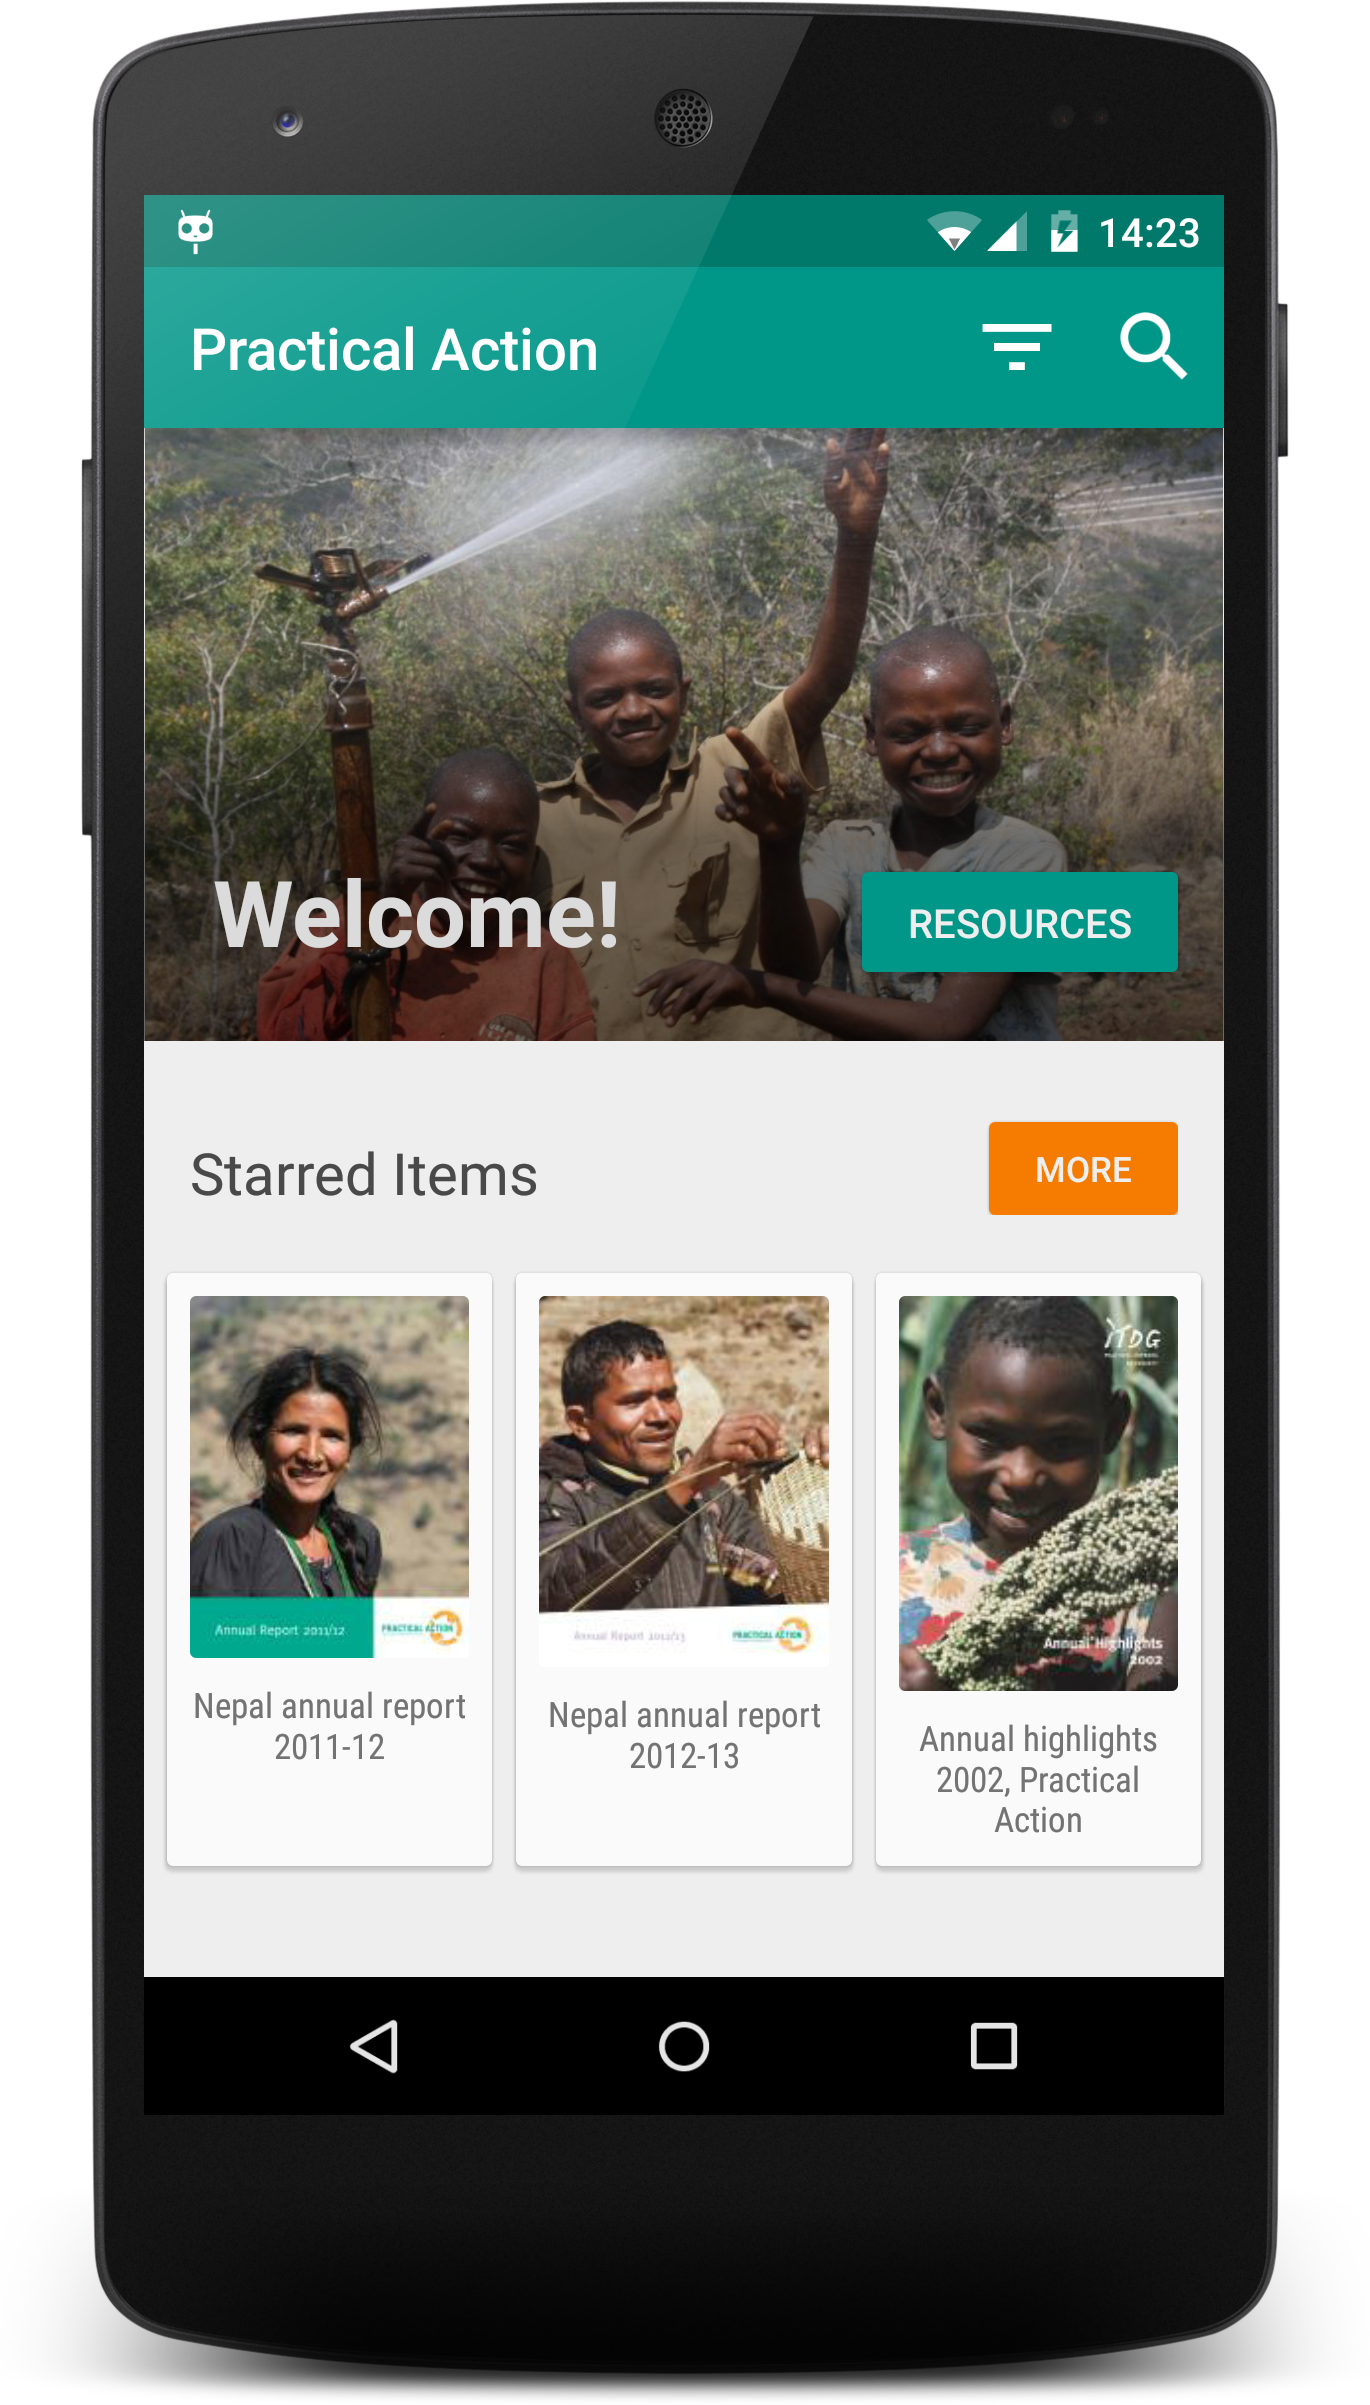 14:23
Practical Action
Welcome!
RESOURCES
Starred Items
MORE
Annual Report 2011/12
PRACTICAL ACTION
Nepal annual report
2011-12
Annual Report 2012/13
PRACTICAL ACTION
Nepal annual report
2012-13
ITDG
Annual Highlights
2002
Annual highlights
2002, Practical
Action